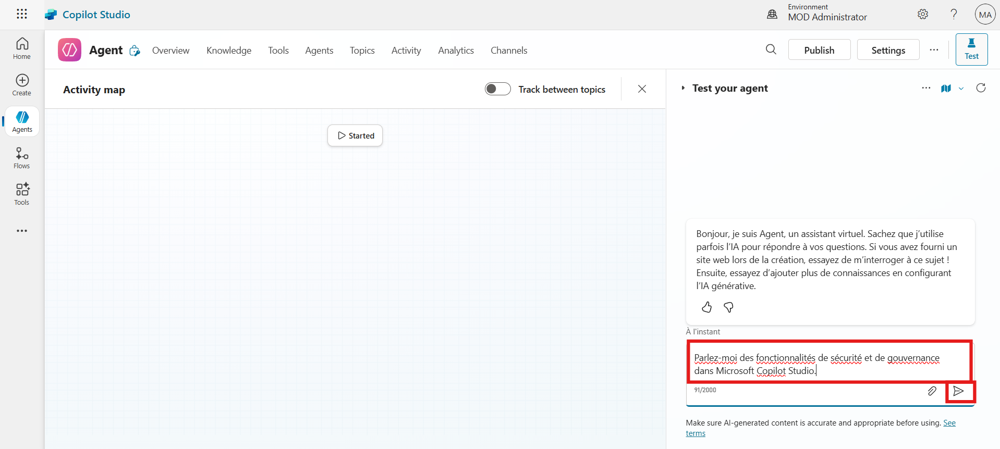 Copilot Studio
Environment
MOD Administrator
MA
Home
Create
Agents
Flows
Tools
Agent
Overview
Knowledge
Tools
Agents
Topics
Activity
Analytics
Channels
Publish
Settings
Test
Activity map
Track between topics
Started
Test your agent
Bonjour, je suis Agent, un assistant virtuel. Sachez que j’utilise
parfois l’IA pour répondre à vos questions. Si vous avez fourni un
site web lors de la création, essayez de m’interroger à ce sujet !
Ensuite, essayez d’ajouter plus de connaissances en configurant
l’IA générative.
À l'instant
Parlez-moi des fonctionnalités de sécurité et de gouvernance
dans Microsoft Copilot Studio.
91/2000
Make sure AI-generated content is accurate and appropriate before using. See
terms